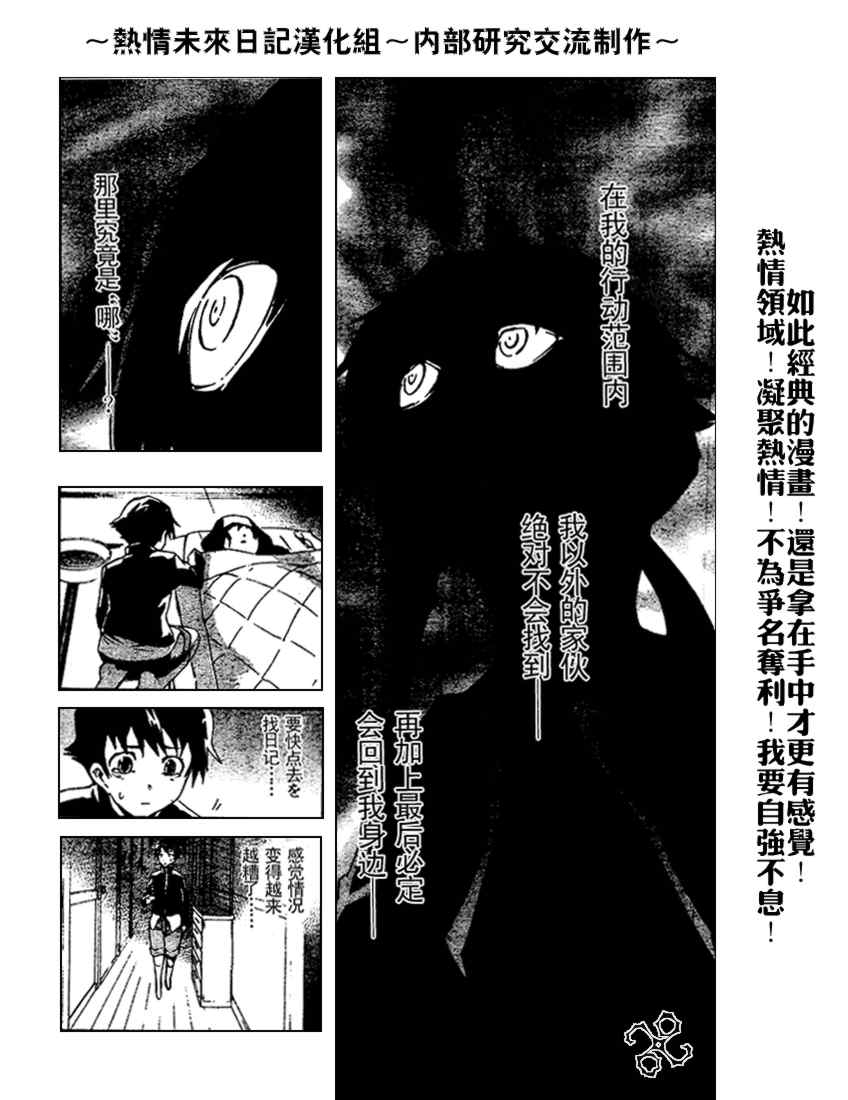 ～熱情未來日記漢化組～内部研究交流制作～
在我的行动范围内
我以外的家伙
绝对不会找到——
再加上最后必定
会回到我身边——
那里究竟是“哪”——？
要快点去
找日记……
感觉情况
变得越来
越糟了……
如此經典的漫畫！還是拿在手中才更有感覺！
熱情領域！凝聚熱情！不為爭名奪利！我要自強不息！